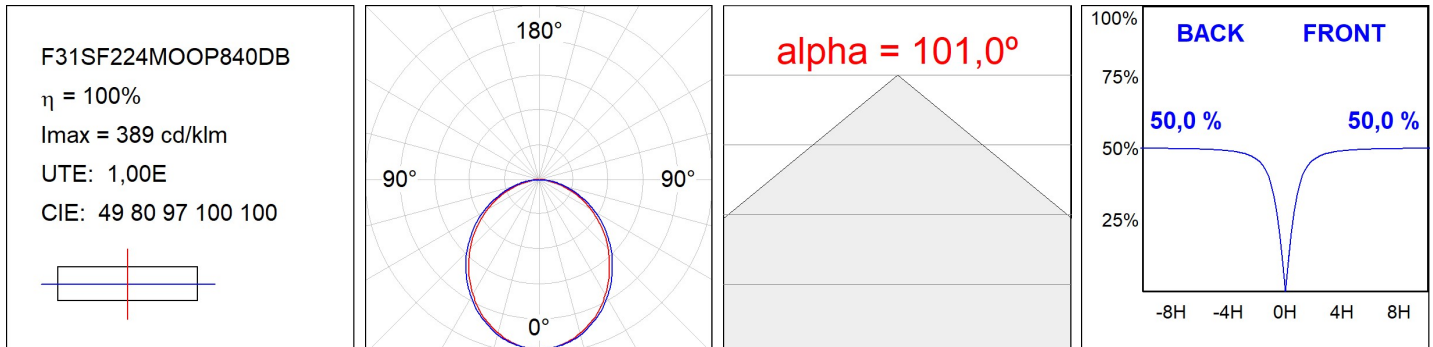 F31SF224MOOP840DB
η = 100%
Imax = 389 cd/klm
UTE: 1,00E
CIE: 49 80 97 100 100
180°
90°
90°
0°
alpha = 101,0º
100%
BACK
FRONT
75%
50,0 %
50,0 %
50%
25%
-8H
-4H
0H
4H
8H